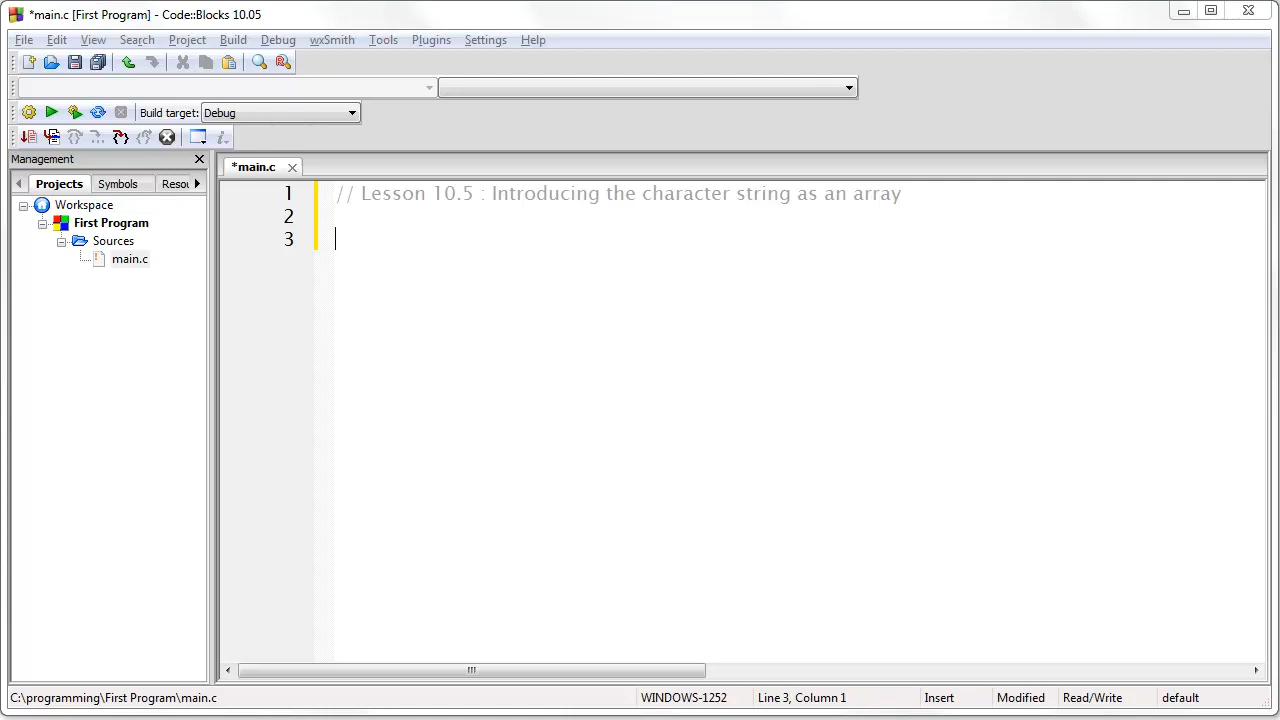 *main.c [First Program] - Code::Blocks 10.05
File Edit View Search Project Build Debug wxSmith Tools Plugins Settings Help
Build target: Debug
Management
Projects Symbols Resou
*main.c
Workspace
First Program
Sources
main.c
1 // Lesson 10.5 : Introducing the character string as an array
2
3
C:\programming\First Program\main.c WINDOWS-1252 Line 3, Column 1 Insert Modified Read/Write default